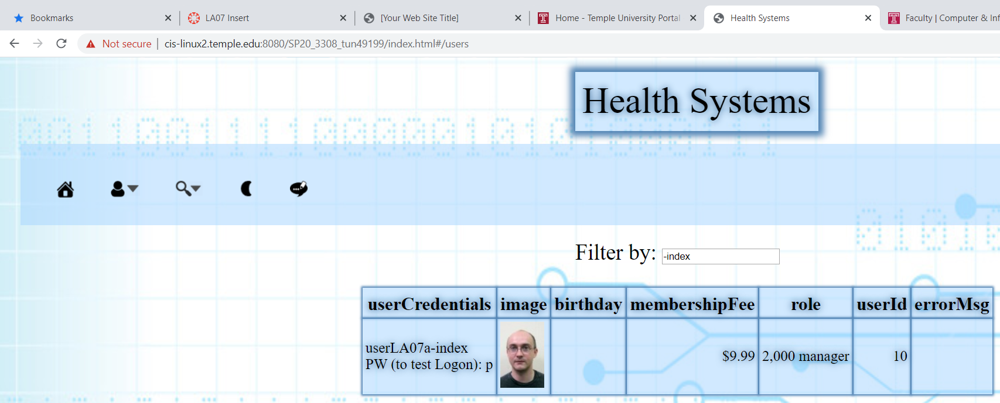 Bookmarks
LA07 Insert
[Your Web Site Title]
Home - Temple University Portal
Health Systems
Faculty | Computer & Inf
Not secure | cis-linux2.temple.edu:8080/SP20_3308_tun49199/index.html#/users
Health Systems
Filter by: -index
userCredentials image birthday membershipFee role userId errorMsg
userLA07a-index
PW (to test Logon): p
$9.99 2,000 manager 10